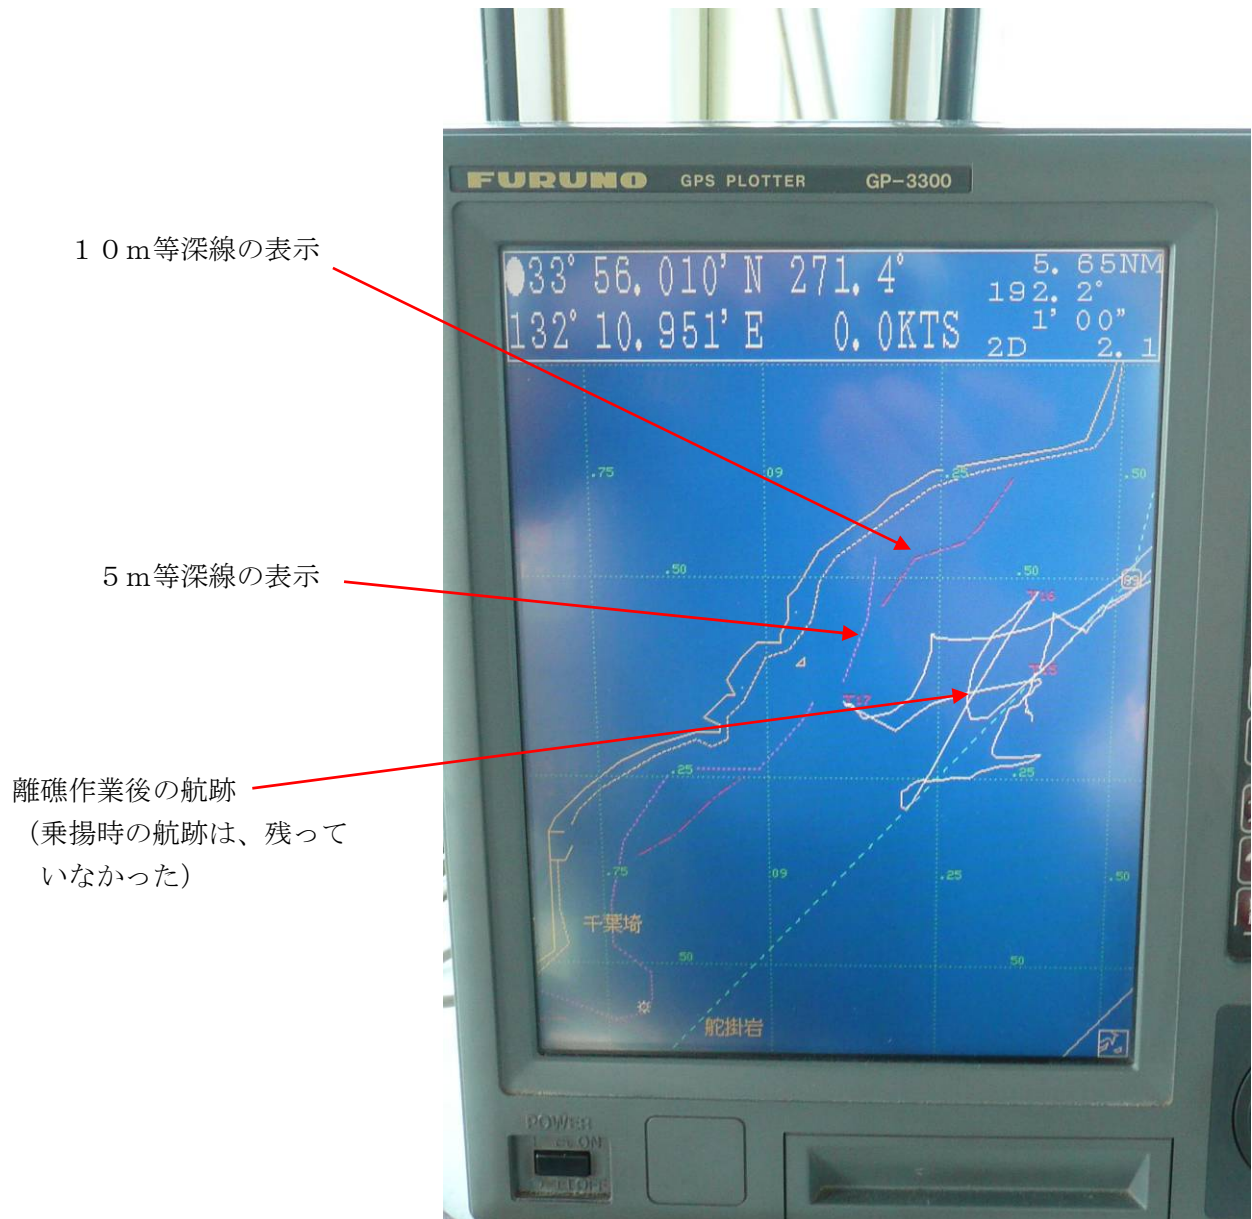 FURUNO GPS PLOTTER GP-3300
10m等深線の表示
33° 56.010' N 271.4° 5.65NM
192.2°
132° 10.951' E 0.0KTS 1' 00"
2D 2.1
.75 09 .25 .50
5m等深線の表示
.50 .50
09
離礁作業後の航跡
(乗揚時の航跡は、残って
いなかった)
.25 .25
.75 09 .25 .50
千葉埼
50 50
舵掛岩
POWER
ON
OFF